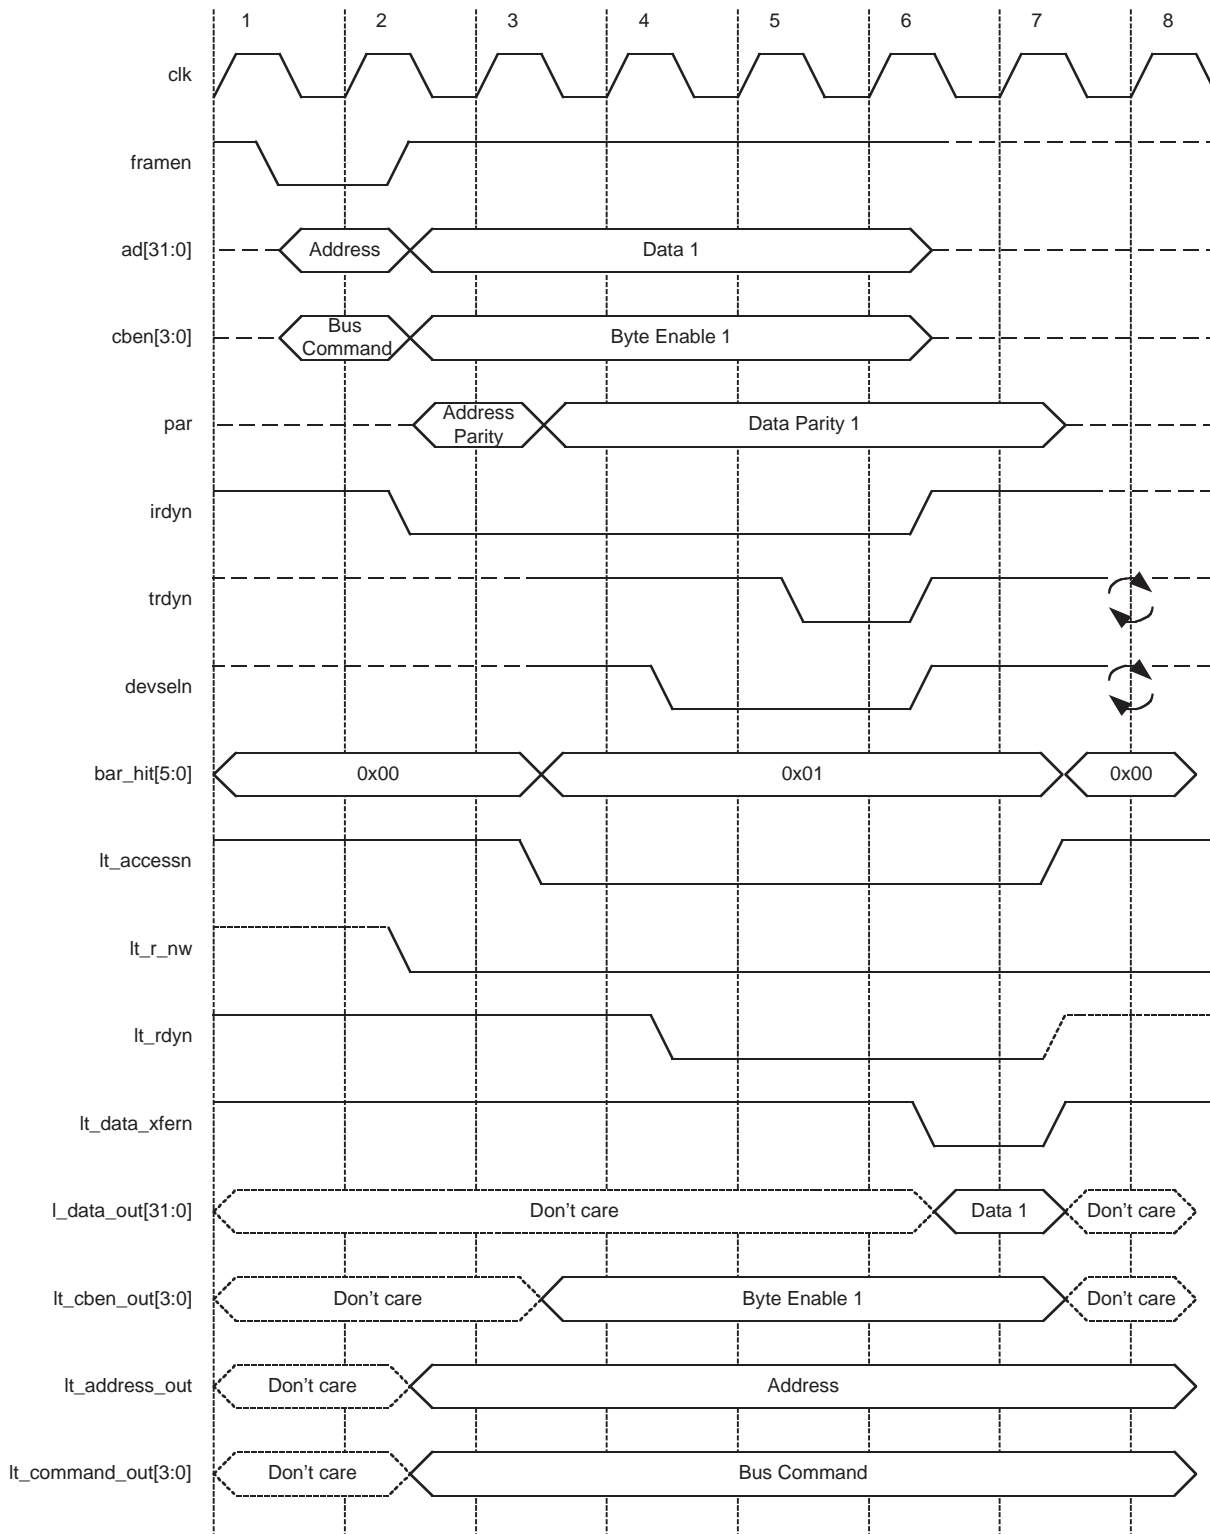 1 2 3 4 5 6 7 8
clk
framen
ad[31:0] Address Data 1
cben[3:0] Bus Command Byte Enable 1
par Address Parity Data Parity 1
irdyn
trdyn
devseln
bar_hit[5:0] 0x00 0x01 0x00
lt_accessn
lt_r_nw
lt_rdyn
lt_data_xfern
l_data_out[31:0] Don't care Data 1 Don't care
lt_cben_out[3:0] Don't care Byte Enable 1 Don't care
lt_address_out Don't care Address
lt_command_out[3:0] Don't care Bus Command